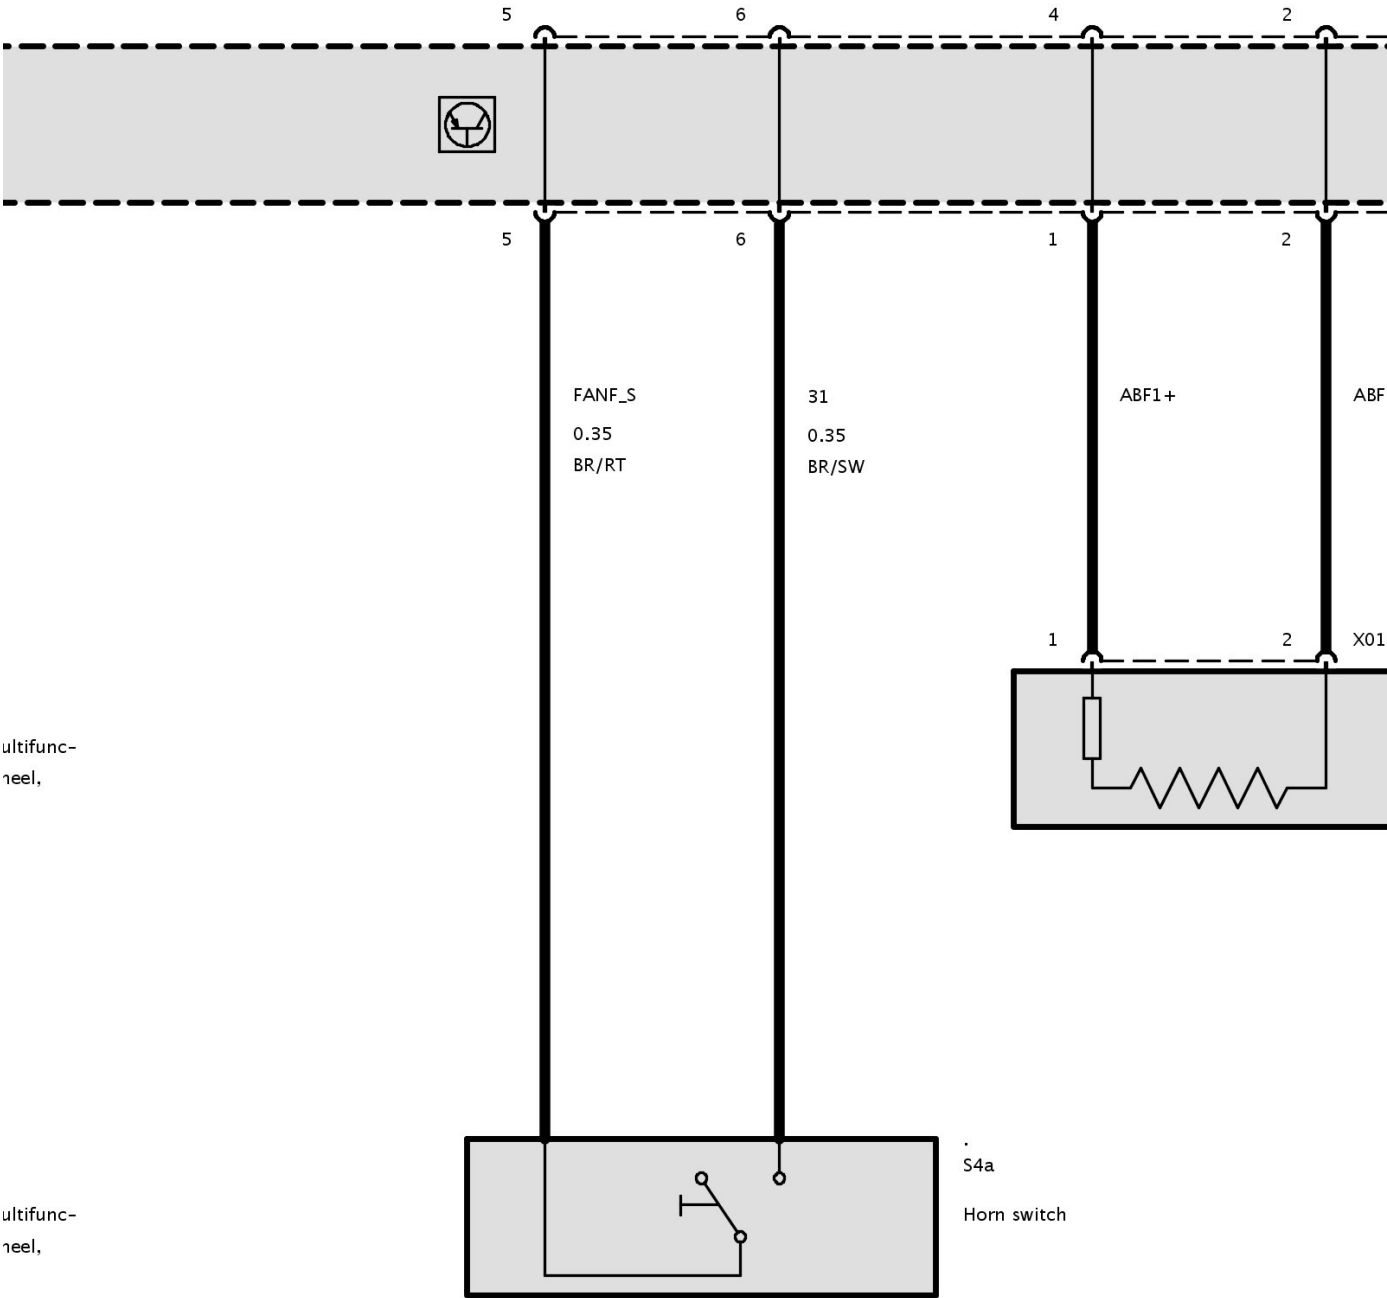 5 6 4 2
5 6 1 2
FANF_S 31 ABF1+ ABF
0.35 0.35
BR/RT BR/SW
1 2 X01
ultifunc-
heel,
.
S4a
ultifunc- Horn switch
heel,